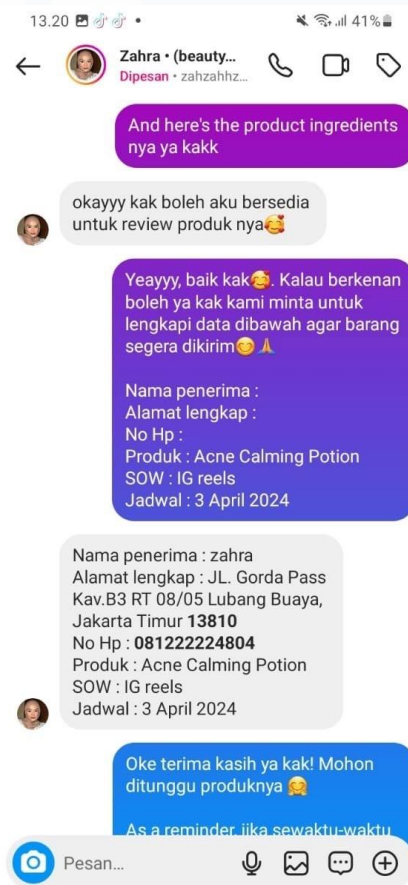 13.20 41%
Zahra • (beauty...
Dipesan • zahzahhz...
And here's the product ingredients
nya ya kakk
okayyy kak boleh aku bersedia
untuk review produk nya🥰
Yeayyy, baik kak🥰. Kalau berkenan
boleh ya kak kami minta untuk
lengkapi data dibawah agar barang
segera dikirim😊🙏
Nama penerima :
Alamat lengkap :
No Hp :
Produk : Acne Calming Potion
SOW : IG reels
Jadwal : 3 April 2024
Nama penerima : zahra
Alamat lengkap : JL. Gorda Pass
Kav.B3 RT 08/05 Lubang Buaya,
Jakarta Timur 13810
No Hp : 081222224804
Produk : Acne Calming Potion
SOW : IG reels
Jadwal : 3 April 2024
Oke terima kasih ya kak! Mohon
ditunggu produknya 🤗
As a reminder, jika sewaktu-waktu
Pesan...